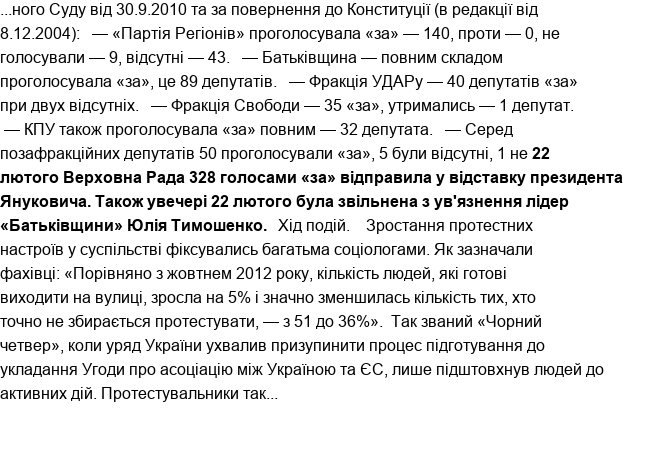 ...ного Суду від 30.9.2010 та за повернення до Конституції (в редакції від
8.12.2004):   — «Партія Регіонів» проголосувала «за» — 140, проти — 0, не
голосували — 9, відсутні — 43.   — Батьківщина — повним складом
проголосувала «за», це 89 депутатів.   — Фракція УДАРу — 40 депутатів «за»
при двух відсутніх.   — Фракція Свободи — 35 «за», утримались — 1 депутат.
— КПУ також проголосувала «за» повним — 32 депутата.   — Серед
позафракційних депутатів 50 проголосували «за», 5 були відсутні, 1 не 22
лютого Верховна Рада 328 голосами «за» відправила у відставку президента
Януковича. Також увечері 22 лютого була звільнена з ув'язнення лідер
«Батьківщини» Юлія Тимошенко.   Хід подій.    Зростання протестних
настроїв у суспільстві фіксувались багатьма соціологами. Як зазначали
фахівці: «Порівняно з жовтнем 2012 року, кількість людей, які готові
виходити на вулиці, зросла на 5% і значно зменшилась кількість тих, хто
точно не збирається протестувати, — з 51 до 36%».  Так званий «Чорний
четвер», коли уряд України ухвалив призупинити процес підготування до
укладання Угоди про асоціацію між Україною та ЄС, лише підштовхнув людей до
активних дій. Протестувальники так...